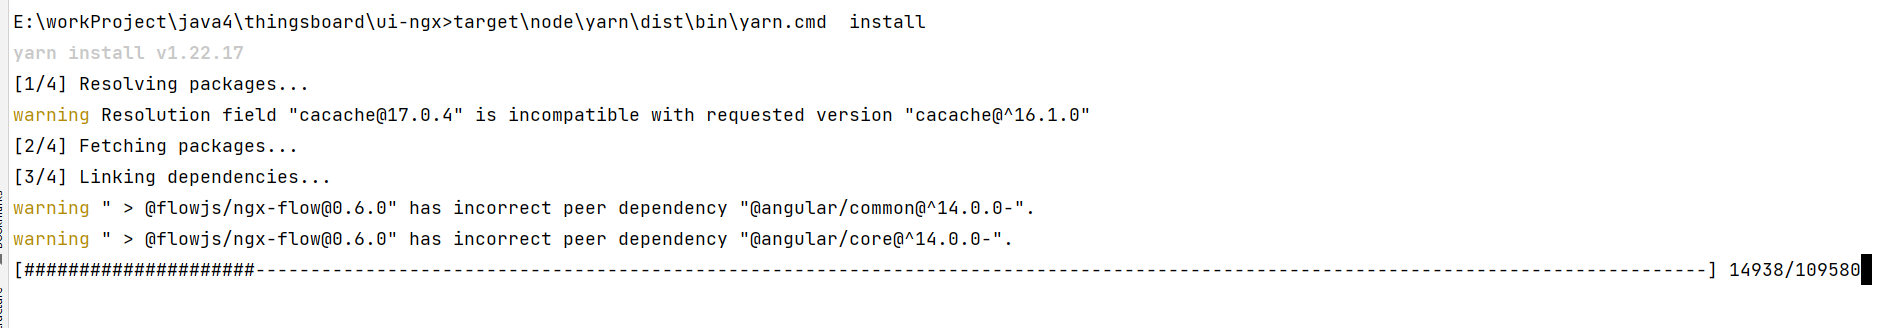 E:\workProject\java4\thingsboard\ui-ngx>target\node\yarn\dist\bin\yarn.cmd  install
yarn install v1.22.17
[1/4] Resolving packages...
warning Resolution field "cacache@17.0.4" is incompatible with requested version "cacache@^16.1.0"
[2/4] Fetching packages...
[3/4] Linking dependencies...
warning " > @flowjs/ngx-flow@0.6.0" has incorrect peer dependency "@angular/common@^14.0.0-".
warning " > @flowjs/ngx-flow@0.6.0" has incorrect peer dependency "@angular/core@^14.0.0-".
[#####################------------------------------------------------------------------------------------------------------------------------------------] 14938/109580